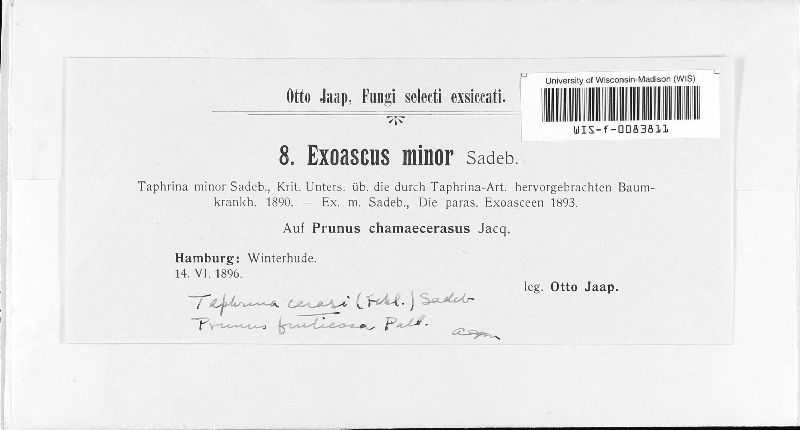 Otto Jaap, Fungi selecti exsiccati.
University of Wisconsin-Madison (WIS)
WIS-f-0083811
8. Exoascus minor Sadeb.
Taphrina minor Sadeb., Krit. Unters. üb. die durch Taphrina-Art. hervorgebrachten Baum-
krankh. 1890. — Ex. m. Sadeb., Die paras. Exoasceen 1893.
Auf Prunus chamaecerasus Jacq.
Hamburg: Winterhude.
14. VI. 1896.
leg. Otto Jaap.
Taphrina cerasi (Fckl.) Sadeb
Prunus fruticosa Pall.